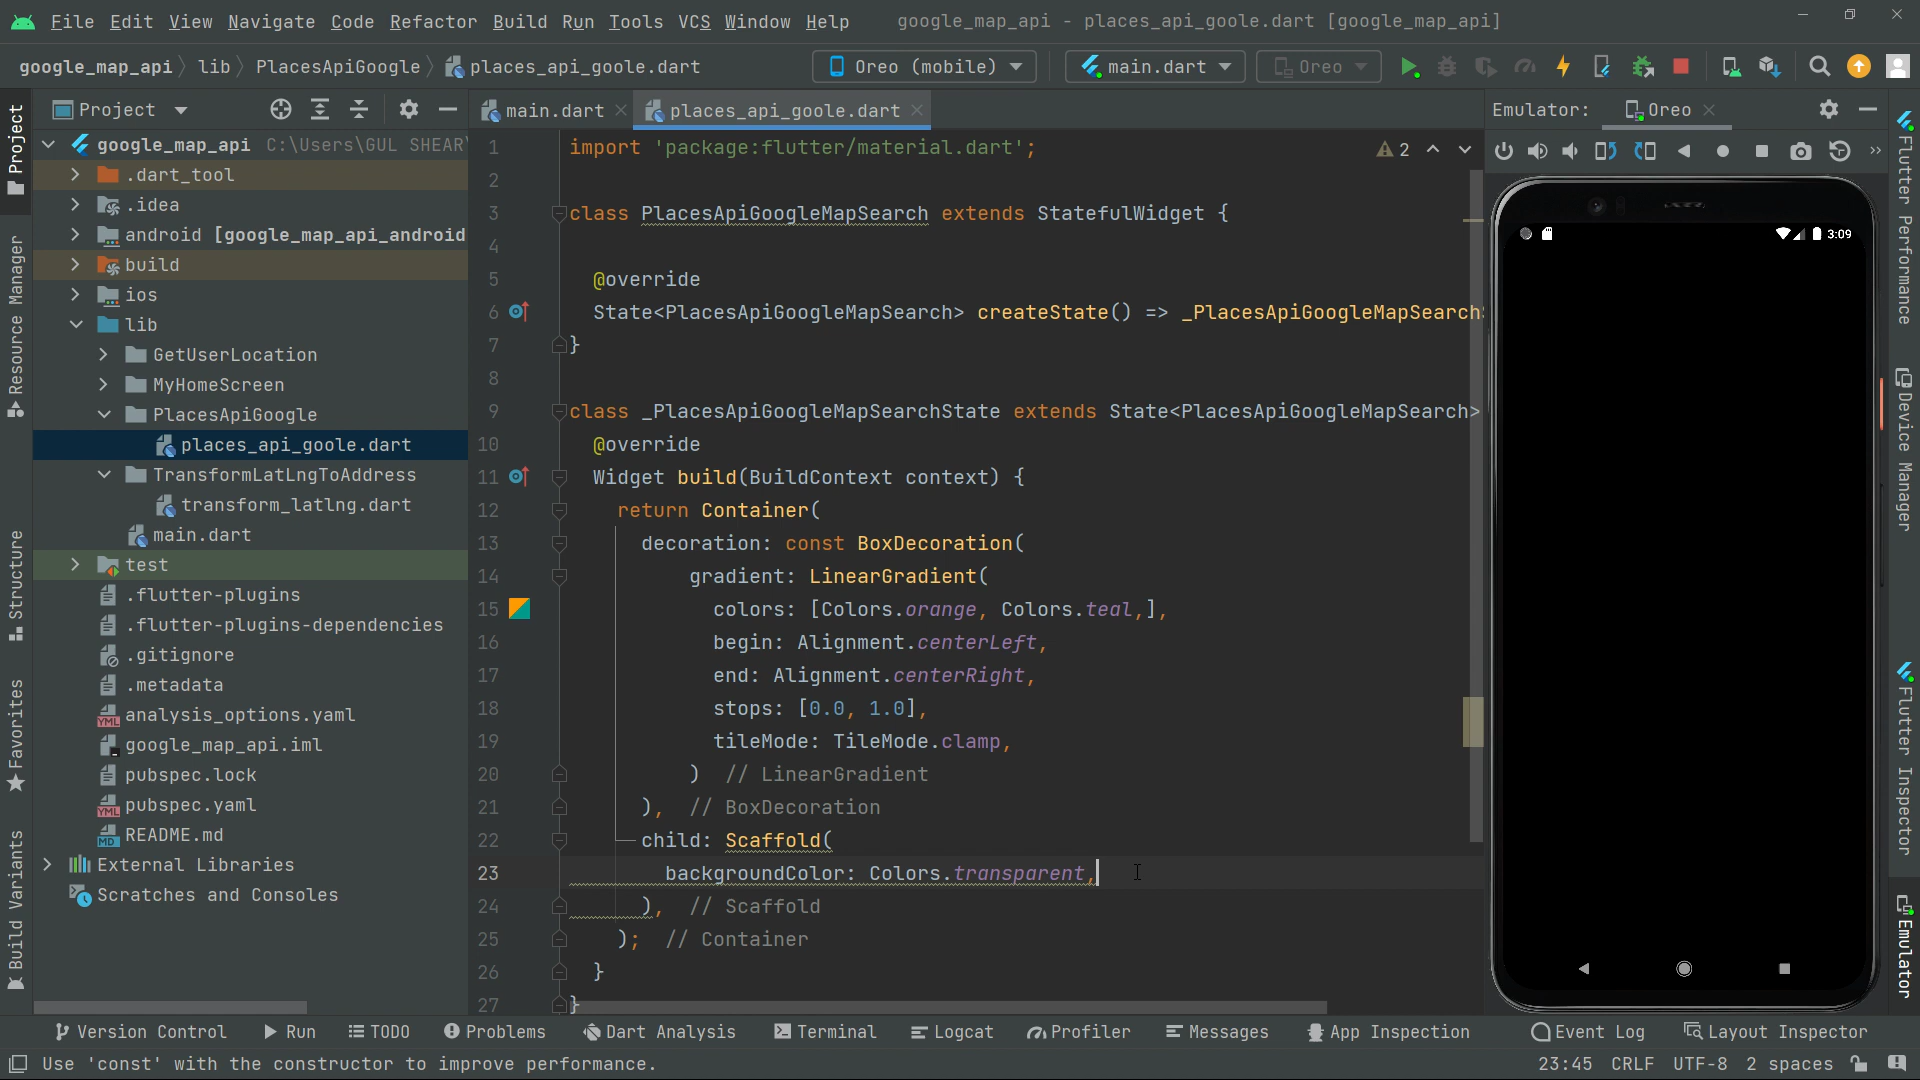 File Edit View Navigate Code Refactor Build Run Tools VCS Window Help google_map_api - places_api_goole.dart [google_map_api]
google_map_api lib PlacesApiGoogle places_api_goole.dart Oreo (mobile) main.dart Oreo
Project main.dart places_api_goole.dart Emulator: Oreo
google_map_api C:\Users\GUL SHEAR
.dart_tool
.idea
android [google_map_api_android
build
ios
lib
GetUserLocation
MyHomeScreen
PlacesApiGoogle
places_api_goole.dart
TransformLatLngToAddress
transform_latlng.dart
main.dart
test
.flutter-plugins
.flutter-plugins-dependencies
.gitignore
.metadata
analysis_options.yaml
google_map_api.iml
pubspec.lock
pubspec.yaml
README.md
External Libraries
Scratches and Consoles
Project
Resource Manager
Structure
Favorites
Build Variants
1 import 'package:flutter/material.dart'; 2
2
3 class PlacesApiGoogleMapSearch extends StatefulWidget {
4
5 @override
6 State<PlacesApiGoogleMapSearch> createState() => _PlacesApiGoogleMapSearch
7 }
8
9 class _PlacesApiGoogleMapSearchState extends State<PlacesApiGoogleMapSearch>
10 @override
11 Widget build(BuildContext context) {
12 return Container(
13 decoration: const BoxDecoration(
14 gradient: LinearGradient(
15 colors: [Colors.orange, Colors.teal,],
16 begin: Alignment.centerLeft,
17 end: Alignment.centerRight,
18 stops: [0.0, 1.0],
19 tileMode: TileMode.clamp,
20 ) // LinearGradient
21 ), // BoxDecoration
22 child: Scaffold(
23 backgroundColor: Colors.transparent,
24 ), // Scaffold
25 ); // Container
26 }
27 }
3:09
Flutter Performance
Device Manager
Flutter Inspector
Emulator
Version Control Run TODO Problems Dart Analysis Terminal Logcat Profiler Messages App Inspection Event Log Layout Inspector
Use 'const' with the constructor to improve performance. 23:45 CRLF UTF-8 2 spaces